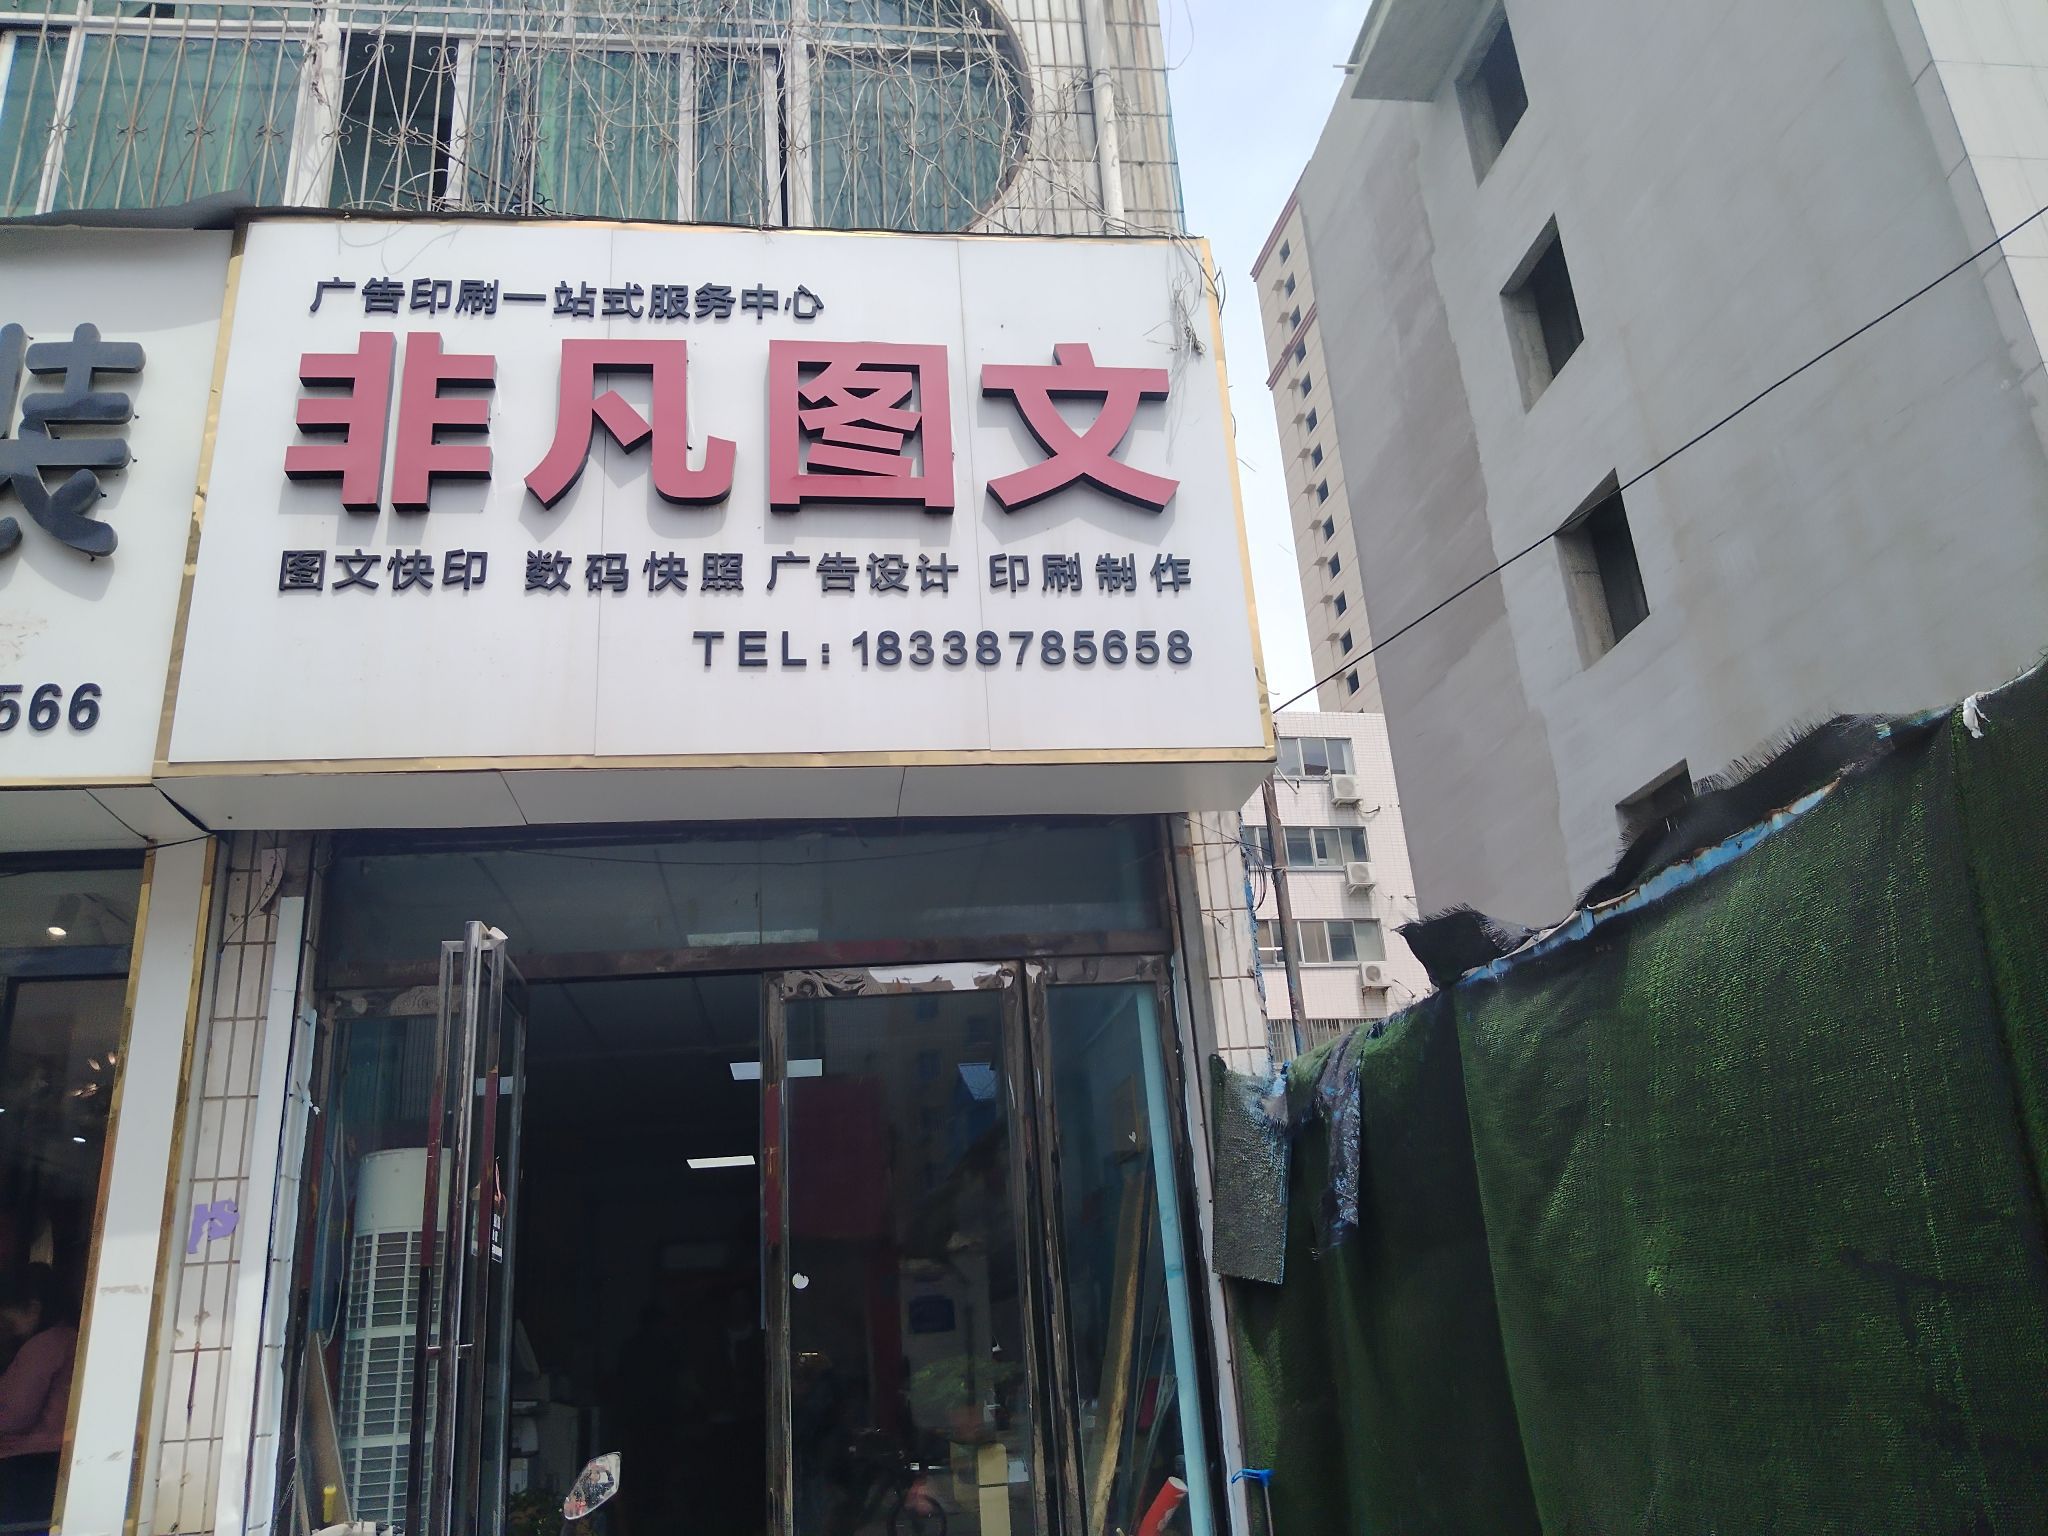 广告印刷一站式服务中心
非凡图文
图文快印 数码快照 广告设计 印刷制作
TEL: 18338785658
装
566